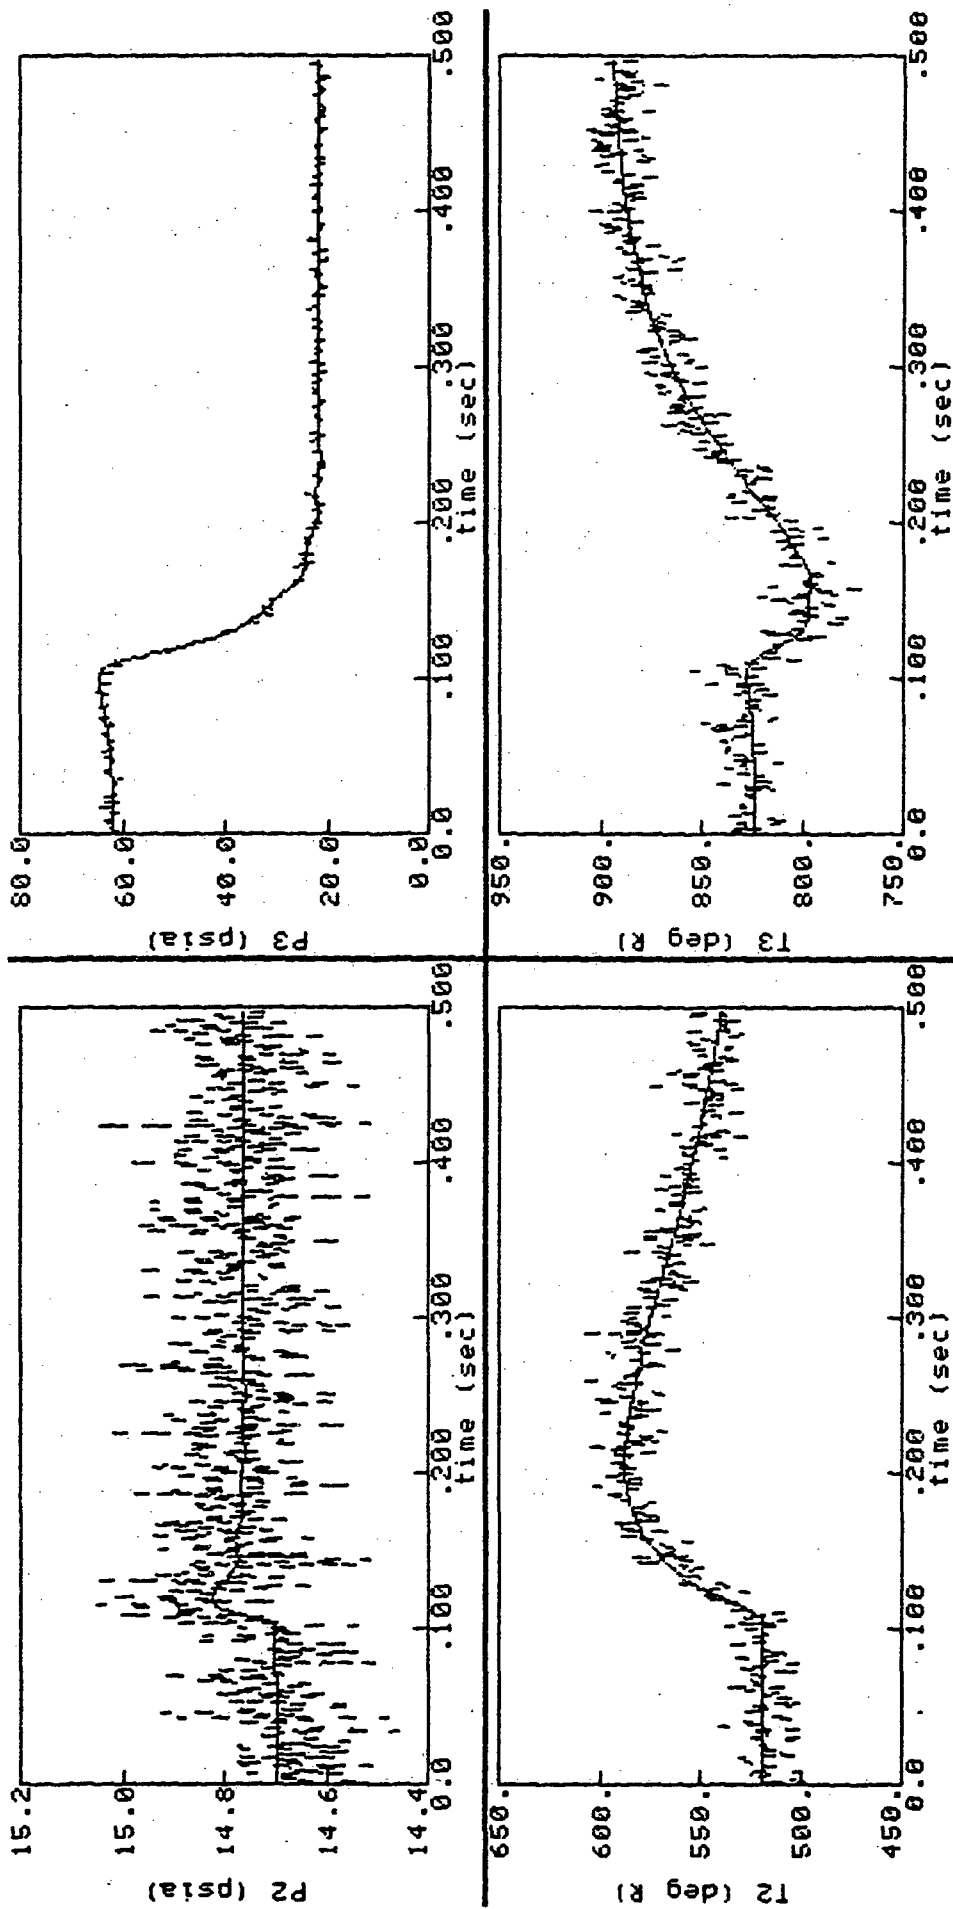 P2 (psia)
15.2
15.0
14.8
14.6
14.4
0.0 .100 .200 .300 .400 .500
time (sec)
P3 (psia)
80.0
60.0
40.0
20.0
0.0
0.0 .100 .200 .300 .400 .500
time (sec)
T2 (deg R)
650.
600.
550.
500.
450.
0.0 .100 .200 .300 .400 .500
time (sec)
T3 (deg R)
950.
900.
850.
800.
750.
0.0 .100 .200 .300 .400 .500
time (sec)